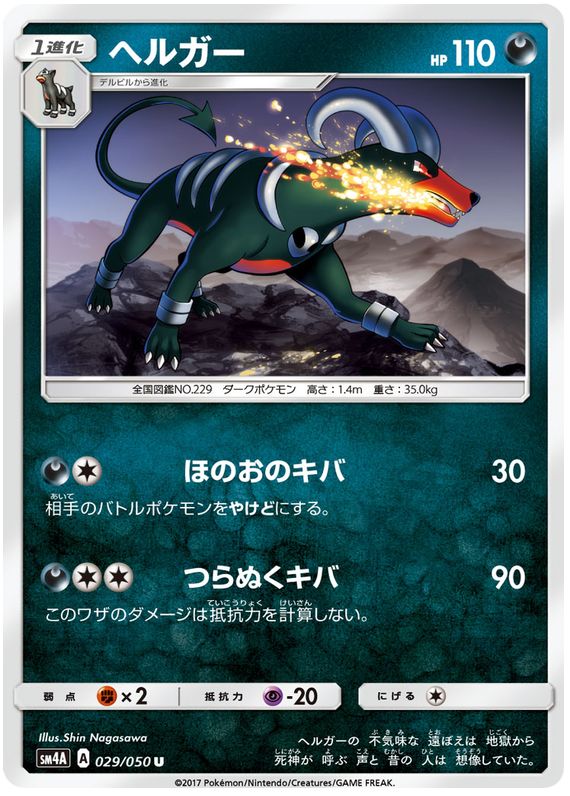 1進化 ヘルガー HP 110
デルビルから進化
全国図鑑NO.229 ダークポケモン 高さ：1.4m 重さ：35.0kg
ほのおのキバ 30
相手のバトルポケモンをやけどにする。
つらぬくキバ 90
このワザのダメージは抵抗力を計算しない。
弱点 ×2 抵抗力 -20 にげる
Illus.Shin Nagasawa
SM4A A 029/050 U
ヘルガーの 不気味な 遠ぼえは 地獄から
死神が 呼ぶ 声と 昔の 人は 想像していた。
©2017 Pokémon/Nintendo/Creatures/GAME FREAK.